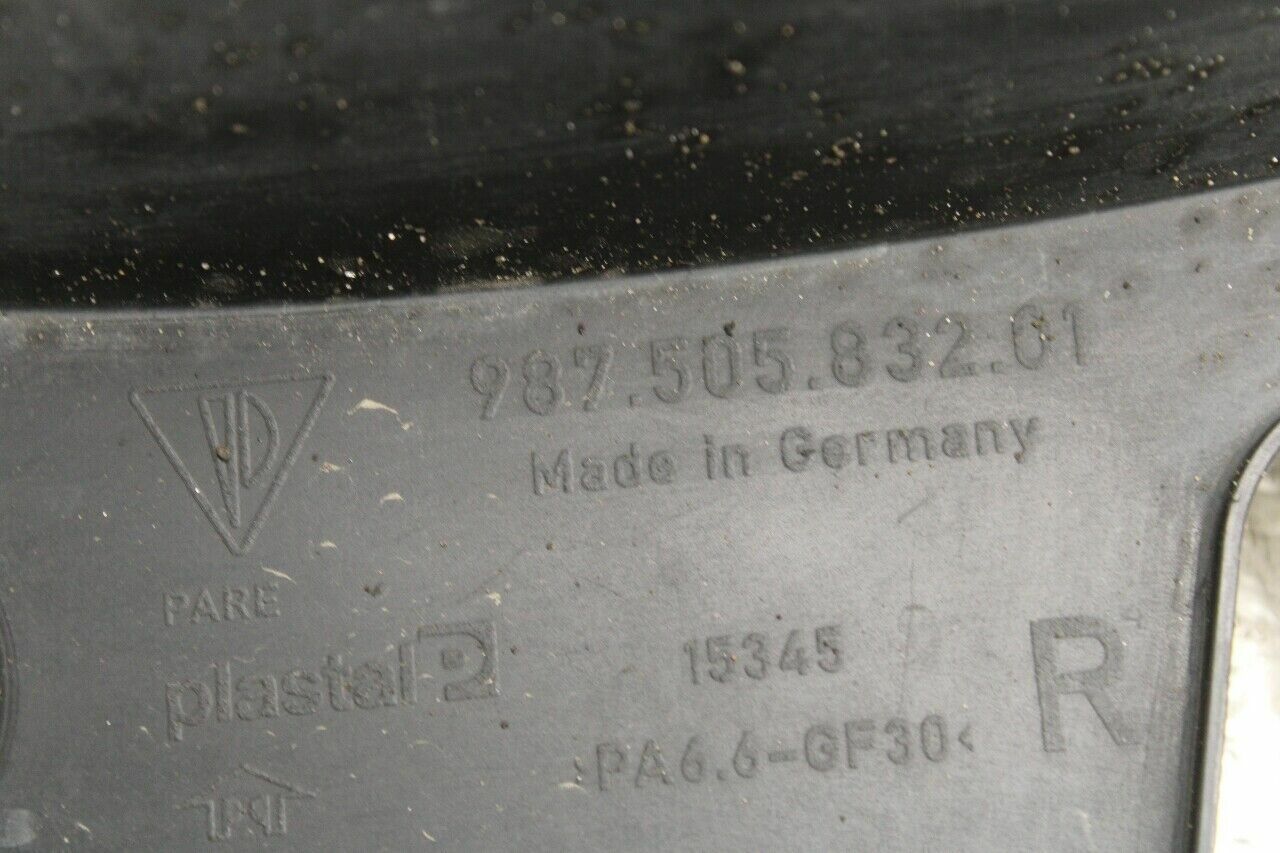 987.505.832.01
Made in Germany
PARE
plastal
15345
R
>PA6.6-GF30<